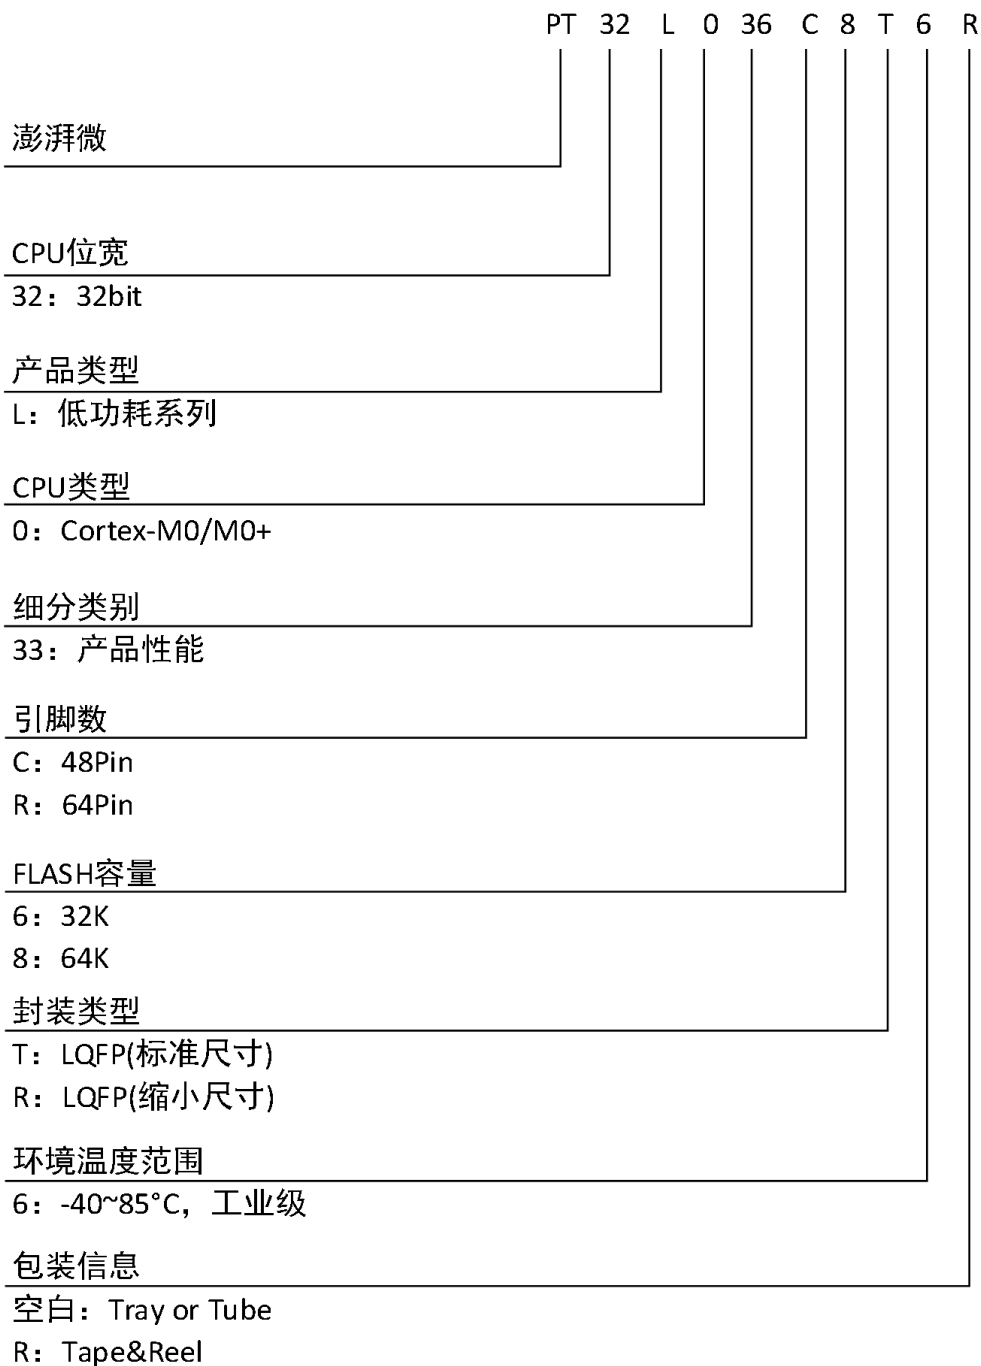 PT 32 L 0 36 C 8 T 6 R
澎湃微
CPU位宽
32：32bit
产品类型
L：低功耗系列
CPU类型
0：Cortex-M0/M0+
细分类别
33：产品性能
引脚数
C：48Pin
R：64Pin
FLASH容量
6：32K
8：64K
封装类型
T：LQFP(标准尺寸)
R：LQFP(缩小尺寸)
环境温度范围
6：-40~85°C，工业级
包装信息
空白：Tray or Tube
R：Tape&Reel